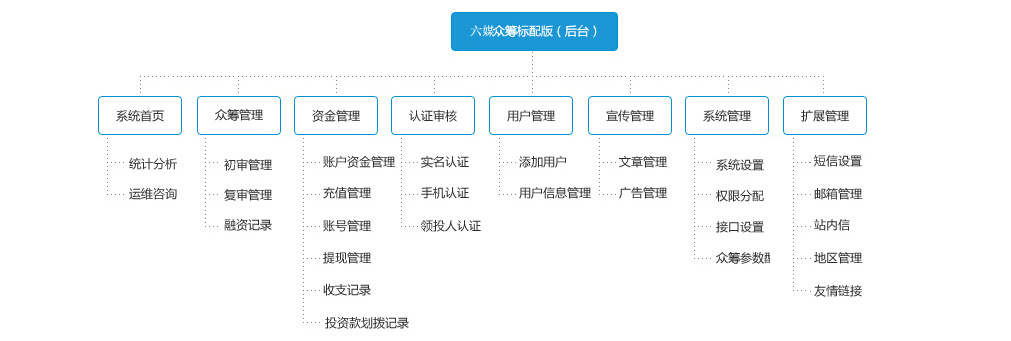 六媒众筹标配版（后台）
系统首页
统计分析
运维咨询
众筹管理
初审管理
复审管理
融资记录
资金管理
账户资金管理
充值管理
账号管理
提现管理
收支记录
投资款划拨记录
认证审核
实名认证
手机认证
领投人认证
用户管理
添加用户
用户信息管理
宣传管理
文章管理
广告管理
系统管理
系统设置
权限分配
接口设置
众筹参数
扩展管理
短信设置
邮箱管理
站内信
地区管理
友情链接